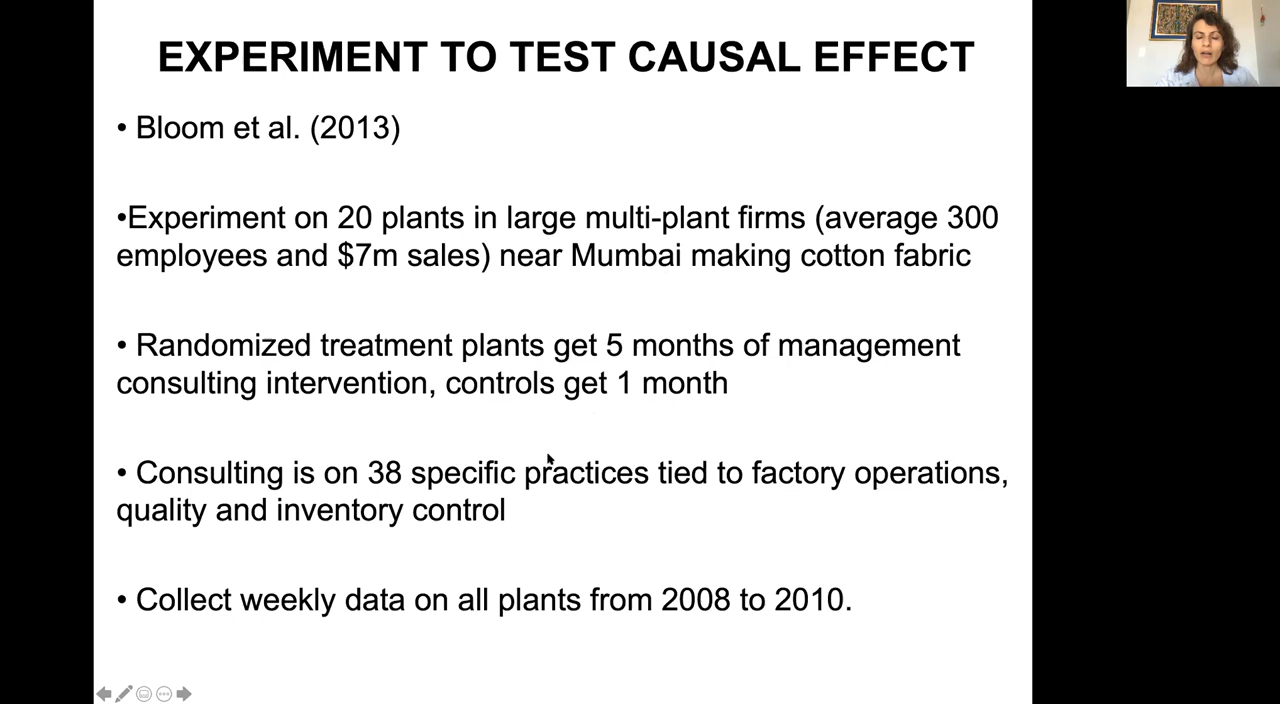 EXPERIMENT TO TEST CAUSAL EFFECT
• Bloom et al. (2013)
•Experiment on 20 plants in large multi-plant firms (average 300
employees and $7m sales) near Mumbai making cotton fabric
• Randomized treatment plants get 5 months of management
consulting intervention, controls get 1 month
• Consulting is on 38 specific practices tied to factory operations,
quality and inventory control
• Collect weekly data on all plants from 2008 to 2010.